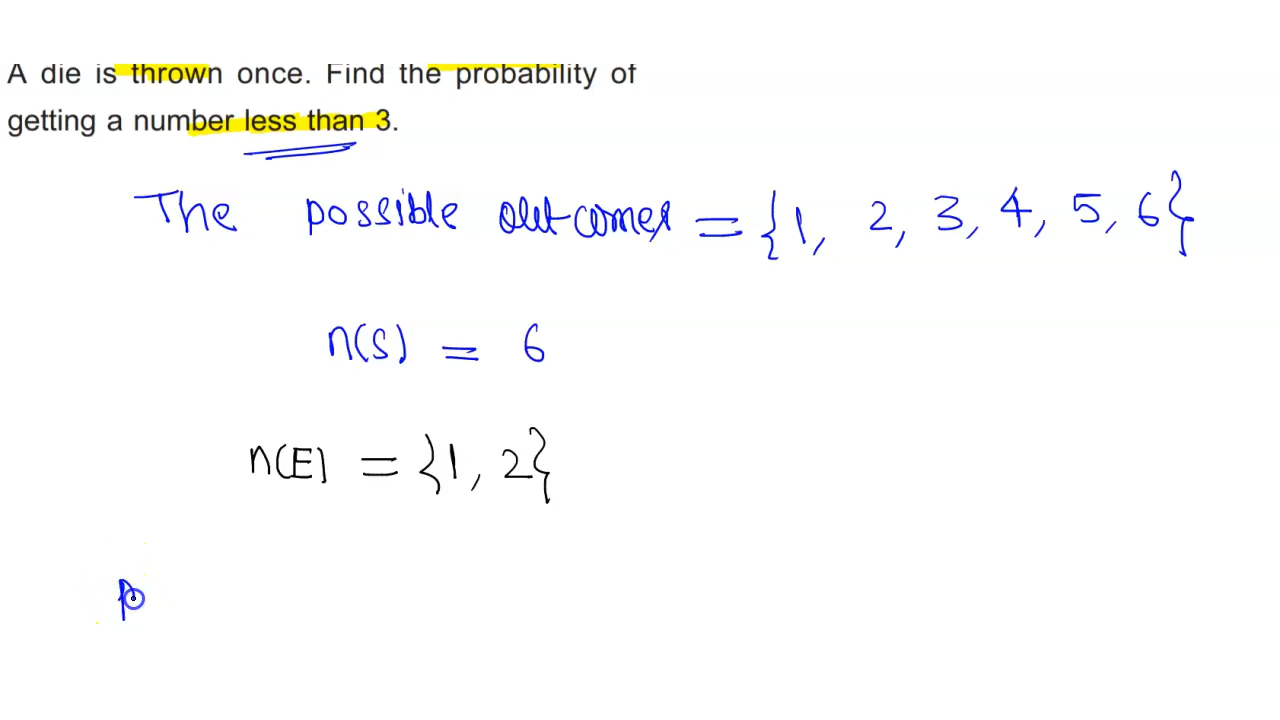 A die is thrown once. Find the probability of
getting a number less than 3.
The possible outcomes = {1, 2, 3, 4, 5, 6}
n(S) = 6
n(E) = {1, 2}
p